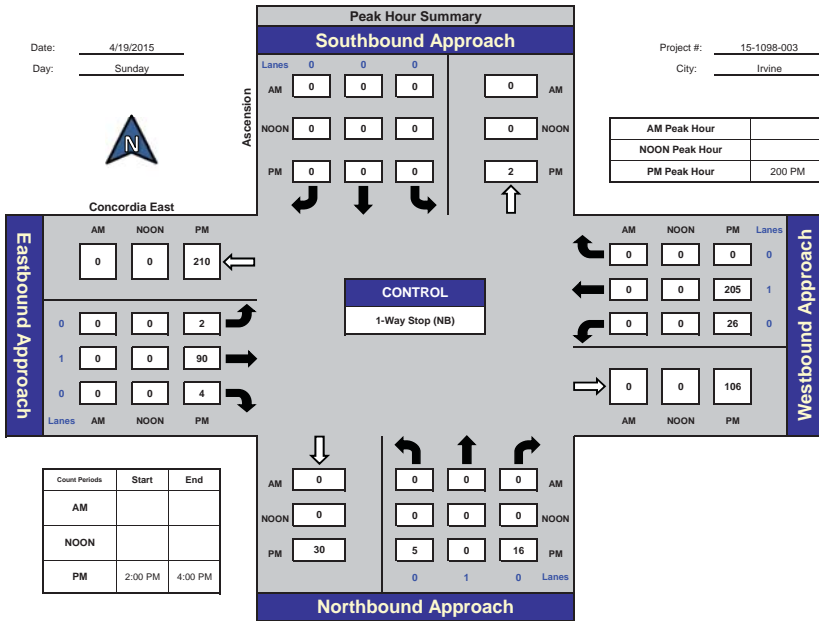 Peak Hour Summary
Southbound Approach
Date: 4/19/2015
Day: Sunday
Project #: 15-1098-003
City: Irvine
N
Ascension
Lanes 0 0 0
AM 0 0 0 0 AM
NOON 0 0 0 0 NOON
PM 0 0 0 2 PM
AM Peak Hour
NOON Peak Hour
PM Peak Hour 200 PM
Concordia East
Eastbound Approach
AM NOON PM
0 0 210
0 0 0 2
1 0 0 90
0 0 0 4
Lanes AM NOON PM
CONTROL
1-Way Stop (NB)
Westbound Approach
AM NOON PM Lanes
0 0 0 0
0 0 205 1
0 0 26 0
0 0 106
AM NOON PM
Count Periods Start End
AM
NOON
PM 2:00 PM 4:00 PM
AM 0 0 0 0 AM
NOON 0 0 0 0 NOON
PM 30 5 0 16 PM
0 1 0 Lanes
Northbound Approach